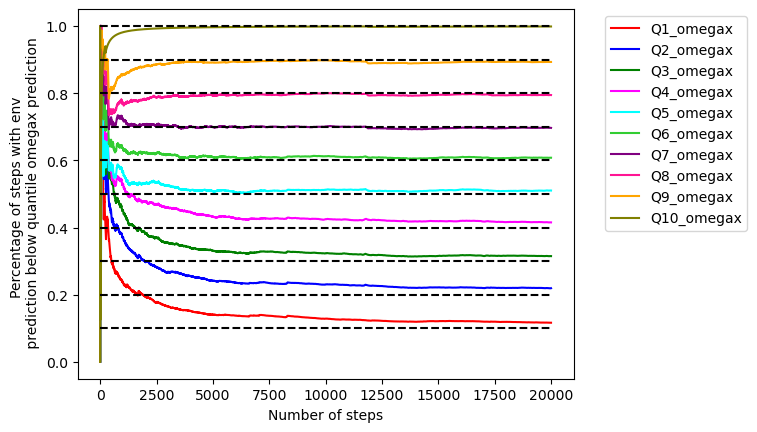 Percentage of steps with env
prediction below quantile omegax prediction
1.0
0.8
0.6
0.4
0.2
0.0
0
2500
5000
7500
10000
12500
15000
17500
20000
Number of steps
Q1_omegax
Q2_omegax
Q3_omegax
Q4_omegax
Q5_omegax
Q6_omegax
Q7_omegax
Q8_omegax
Q9_omegax
Q10_omegax